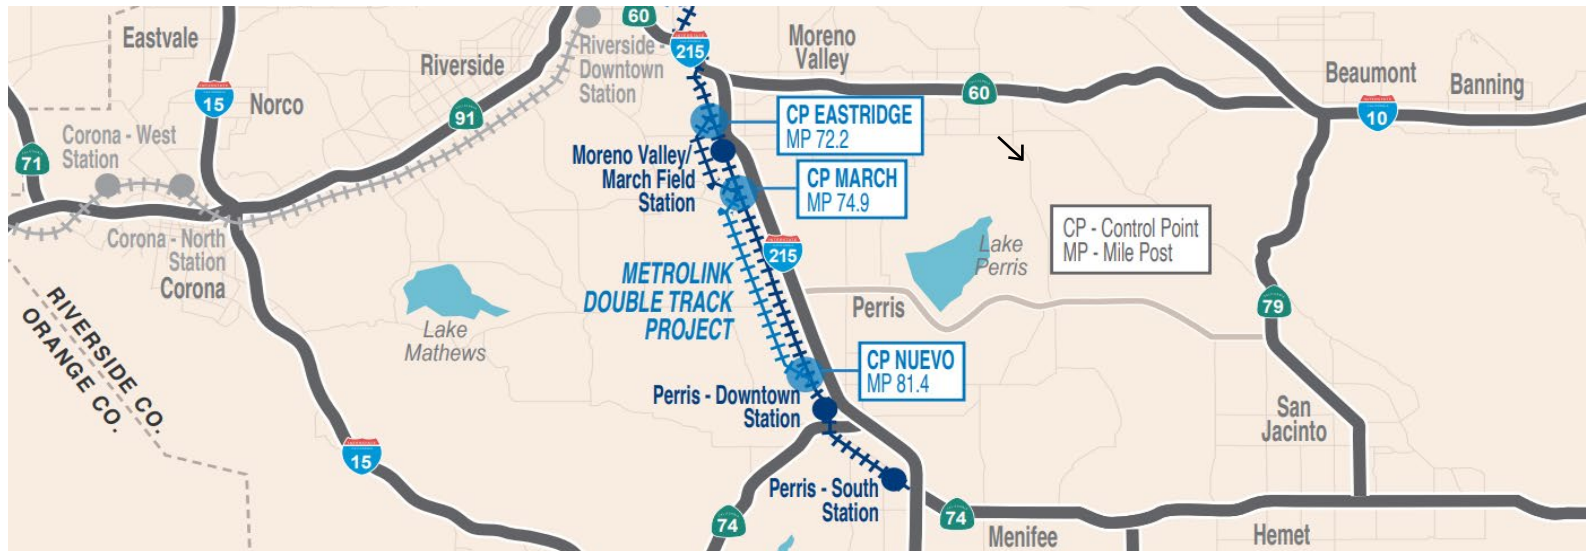 Eastvale
15
Norco
Riverside
91
60
215
Riverside -
Downtown
Station
Moreno
Valley
60
Beaumont
Banning
10
Corona - West
Station
71
CP EASTRIDGE
MP 72.2
Moreno Valley/
March Field
Station
CP MARCH
MP 74.9
Corona - North
Station
Corona
RIVERSIDE CO.
ORANGE CO.
Lake
Mathews
METROLINK
DOUBLE TRACK
PROJECT
215
Lake
Perris
CP - Control Point
MP - Mile Post
Perris
79
CP NUEVO
MP 81.4
Perris - Downtown
Station
San
Jacinto
15
Perris - South
Station
74
74
Menifee
Hemet